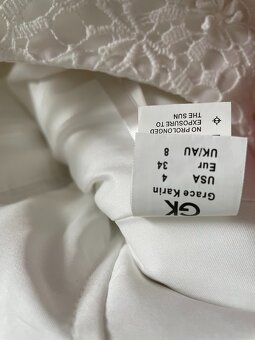 GK
Grace Karin
USA 4
Eur 34
UK/AU 8
NO PROLONGED
EXPOSURE TO
THE SUN